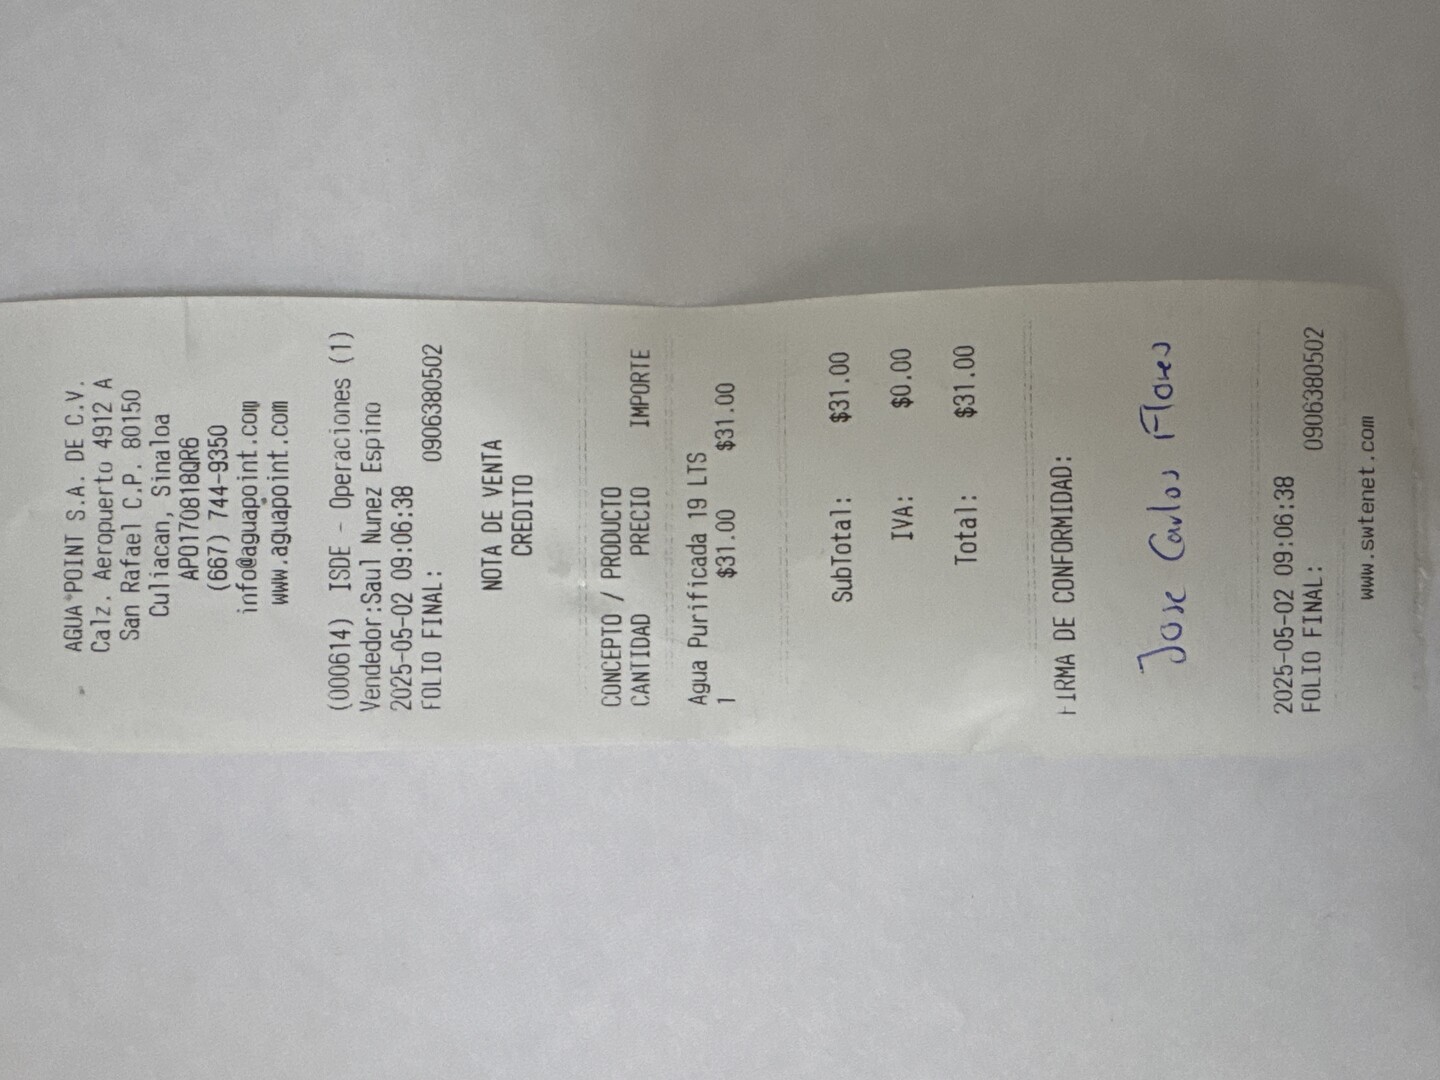 AGUA*POINT S.A. DE C.V.
Calz. Aeropuerto 4912 A
San Rafael C.P. 80150
Culiacan, Sinaloa
APO170818QR6
(667) 744-9350
info@aguapoint.com
www.aguapoint.com
(000614) ISDE - Operaciones (1)
Vendedor:Saul Nunez Espino
2025-05-02 09:06:38
FOLIO FINAL: 0906380502
NOTA DE VENTA
CREDITO
CONCEPTO / PRODUCTO
CANTIDAD PRECIO IMPORTE
Agua Purificada 19 LTS
1 $31.00 $31.00
SubTotal: $31.00
IVA: $0.00
Total: $31.00
FIRMA DE CONFORMIDAD:
Jose Carlos Flores
2025-05-02 09:06:38
FOLIO FINAL: 0906380502
www.swtenet.com